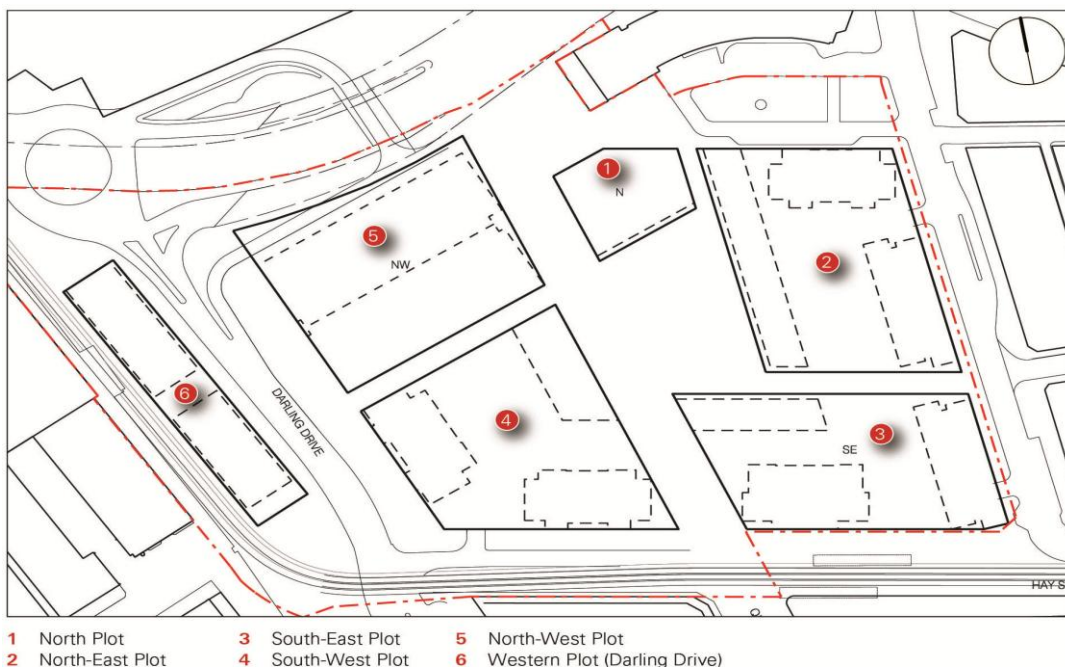 1
N
5
NW
2
6
DARLING DRIVE
4
3
SE
HAY S
1 North Plot
2 North-East Plot
3 South-East Plot
4 South-West Plot
5 North-West Plot
6 Western Plot (Darling Drive)